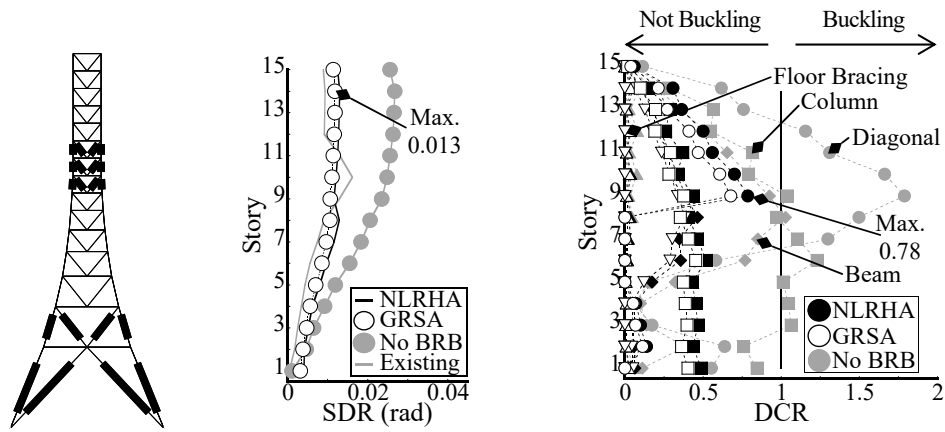 15
13
11
9
7
5
3
1
Story
Max.
0.013
NLRHA
GRSA
No BRB
Existing
0
0.02
0.04
SDR (rad)
Not Buckling
Buckling
15
13
11
9
7
5
3
1
Story
Floor Bracing
Column
Diagonal
Max.
0.78
Beam
NLRHA
GRSA
No BRB
0
0.5
1
1.5
2
DCR